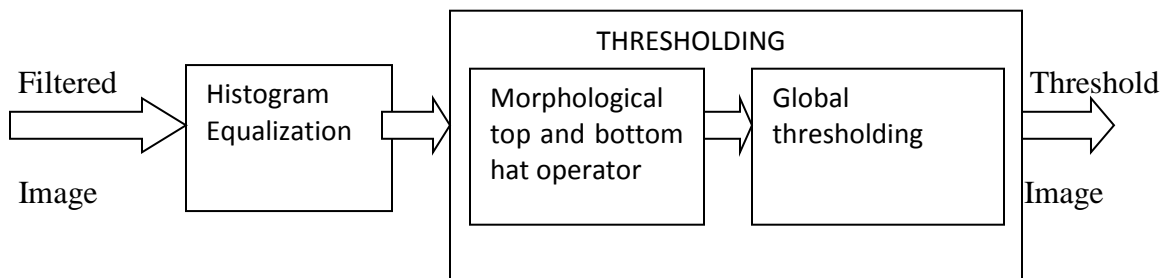 Filtered
Image
Histogram
Equalization
THRESHOLDING
Morphological
top and bottom
hat operator
Global
thresholding
Threshold
Image